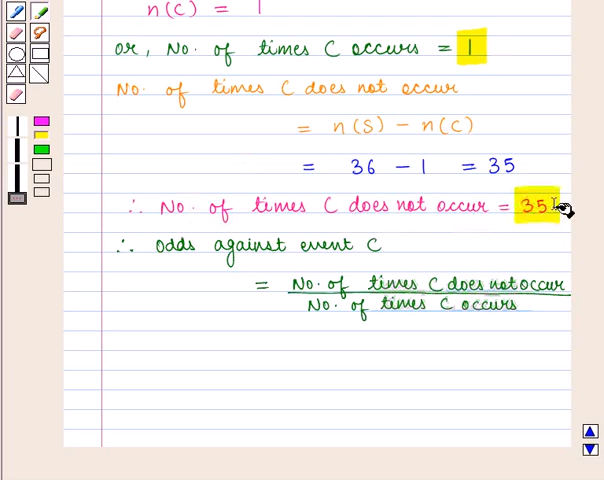 n(C) = 1
or, No. of times C occurs = 1
No. of times C does not occur
= n(S) - n(C)
= 36 - 1 = 35
∴ No. of times C does not occur = 35
∴ Odds against event C
= No. of times C does not occur
No. of times C occurs